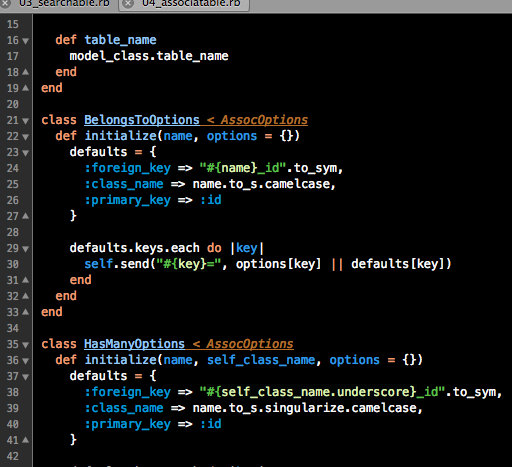 03_searchable.rb 04_associatable.rb
15
16 def table_name
17 model_class.table_name
18 end
19 end
20
21 class BelongsToOptions < AssocOptions
22 def initialize(name, options = {})
23 defaults = {
24 :foreign_key => "#{name}_id".to_sym,
25 :class_name => name.to_s.camelcase,
26 :primary_key => :id
27 }
28
29 defaults.keys.each do |key|
30 self.send("#{key}=", options[key] || defaults[key])
31 end
32 end
33 end
34
35 class HasManyOptions < AssocOptions
36 def initialize(name, self_class_name, options = {})
37 defaults = {
38 :foreign_key => "#{self_class_name.underscore}_id".to_sym,
39 :class_name => name.to_s.singularize.camelcase,
40 :primary_key => :id
41 }
42